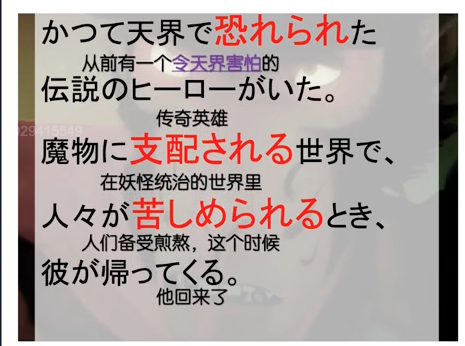 かつて天界で恐れられた
从前有一个令天界害怕的
伝説のヒーローがいた。
传奇英雄
魔物に支配される世界で、
在妖怪统治的世界里
人々が苦しめられるとき、
人们备受煎熬，这个时候
彼が帰ってくる。
他回来了